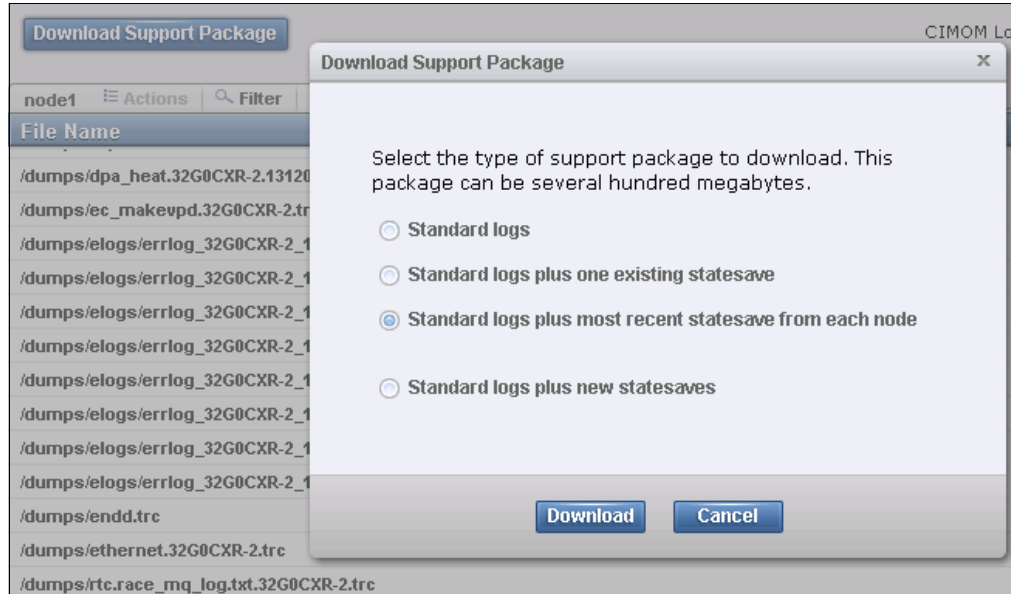 Download Support Package
CIMOM Lo
Download Support Package
x
node1 Actions Filter
File Name
/dumps/dpa_heat.32G0CXR-2.13120
/dumps/ec_makevpd.32G0CXR-2.tr
/dumps/elogs/errlog_32G0CXR-2_1
/dumps/elogs/errlog_32G0CXR-2_1
/dumps/elogs/errlog_32G0CXR-2_1
/dumps/elogs/errlog_32G0CXR-2_1
/dumps/elogs/errlog_32G0CXR-2_1
/dumps/elogs/errlog_32G0CXR-2_1
/dumps/elogs/errlog_32G0CXR-2_1
/dumps/elogs/errlog_32G0CXR-2_1
/dumps/endd.trc
/dumps/ethernet.32G0CXR-2.trc
/dumps/rtc.race_mq_log.txt.32G0CXR-2.trc
Select the type of support package to download. This
package can be several hundred megabytes.
Standard logs
Standard logs plus one existing statesave
Standard logs plus most recent statesave from each node
Standard logs plus new statesaves
Download
Cancel